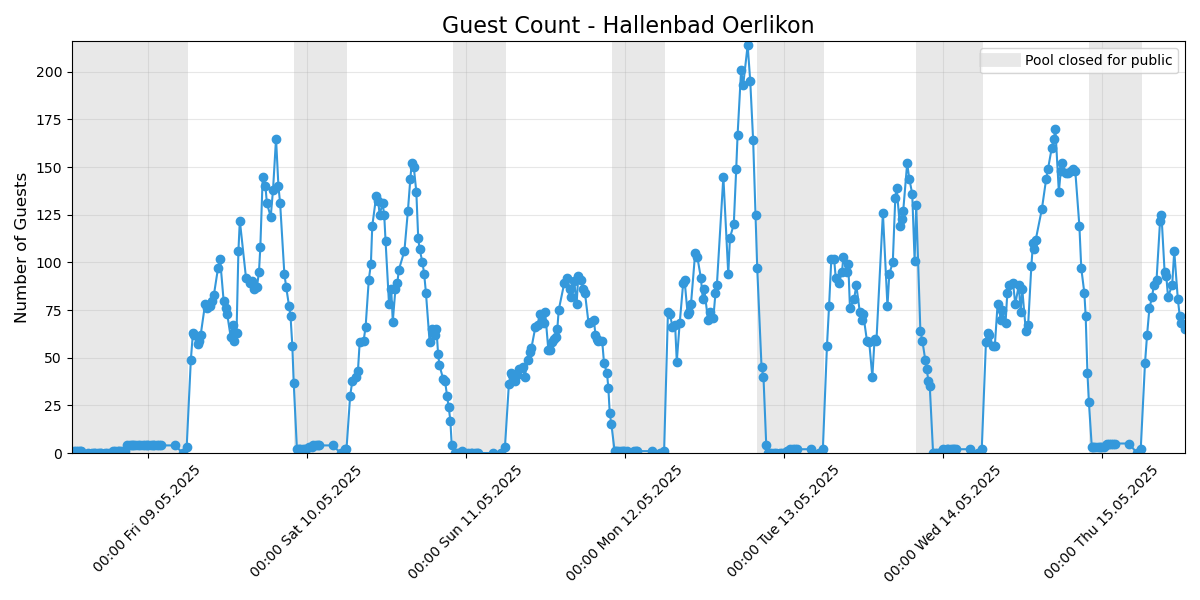 Guest Count - Hallenbad Oerlikon
Pool closed for public
Number of Guests
200
175
150
125
100
75
50
25
0
00:00 Fri 09.05.2025
00:00 Sat 10.05.2025
00:00 Sun 11.05.2025
00:00 Mon 12.05.2025
00:00 Tue 13.05.2025
00:00 Wed 14.05.2025
00:00 Thu 15.05.2025